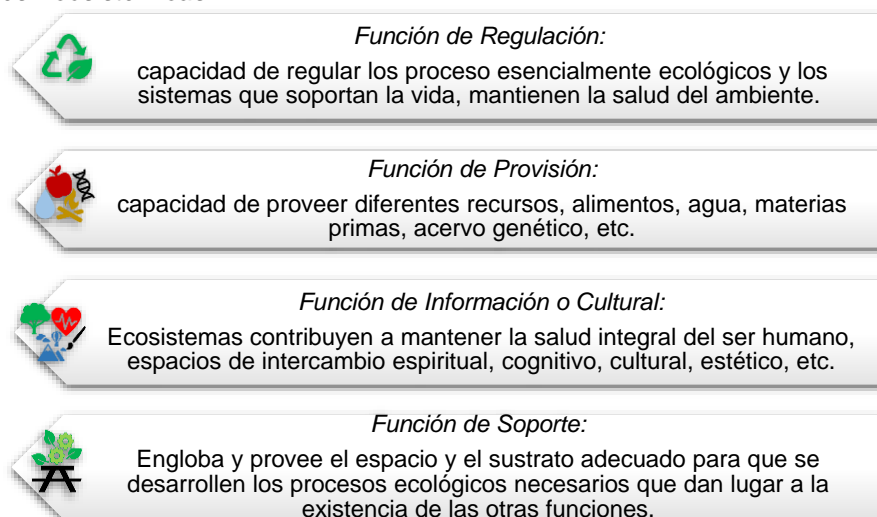 Función de Regulación:
capacidad de regular los proceso esencialmente ecológicos y los
sistemas que soportan la vida, mantienen la salud del ambiente.
Función de Provisión:
capacidad de proveer diferentes recursos, alimentos, agua, materias
primas, acervo genético, etc.
Función de Información o Cultural:
Ecosistemas contribuyen a mantener la salud integral del ser humano,
espacios de intercambio espiritual, cognitivo, cultural, estético, etc.
Función de Soporte:
Engloba y provee el espacio y el sustrato adecuado para que se
desarrollen los procesos ecológicos necesarios que dan lugar a la
existencia de las otras funciones.